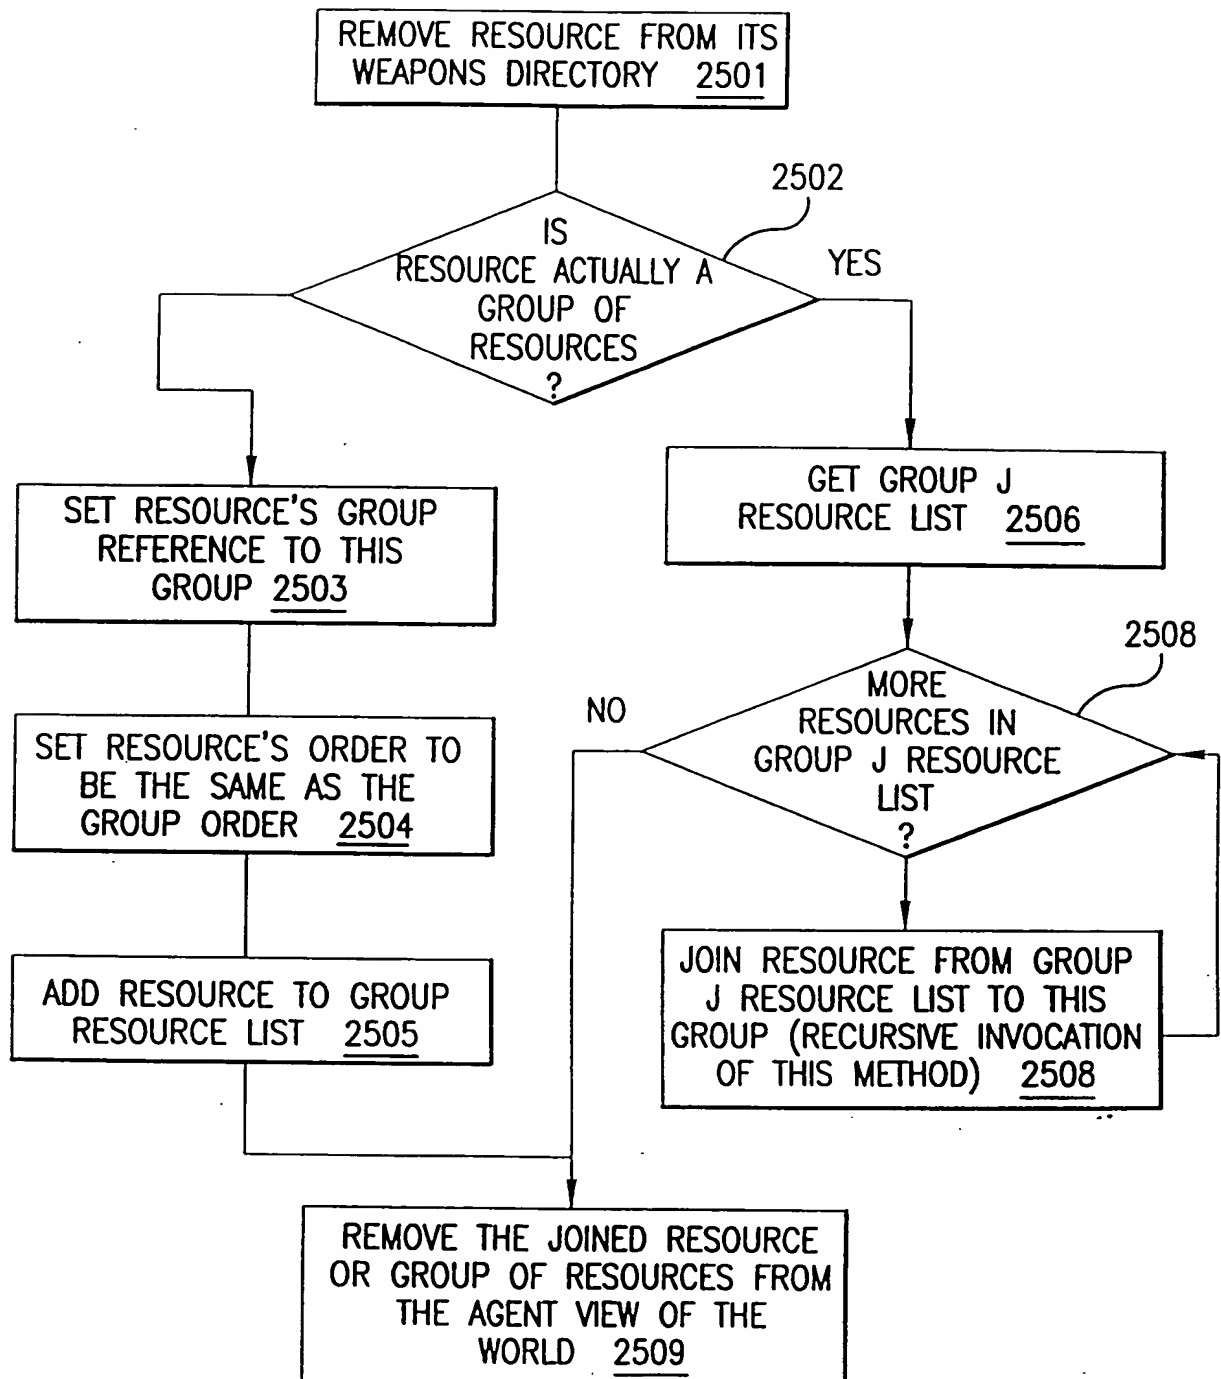 REMOVE RESOURCE FROM ITS
WEAPONS DIRECTORY 2501
2502
IS
RESOURCE ACTUALLY A
GROUP OF
RESOURCES
?
YES
SET RESOURCE'S GROUP
REFERENCE TO THIS
GROUP 2503
GET GROUP J
RESOURCE LIST 2506
SET RESOURCE'S ORDER TO
BE THE SAME AS THE
GROUP ORDER 2504
2508
NO
MORE
RESOURCES IN
GROUP J RESOURCE
LIST
?
ADD RESOURCE TO GROUP
RESOURCE LIST 2505
JOIN RESOURCE FROM GROUP
J RESOURCE LIST TO THIS
GROUP (RECURSIVE INVOCATION
OF THIS METHOD) 2508
REMOVE THE JOINED RESOURCE
OR GROUP OF RESOURCES FROM
THE AGENT VIEW OF THE
WORLD 2509